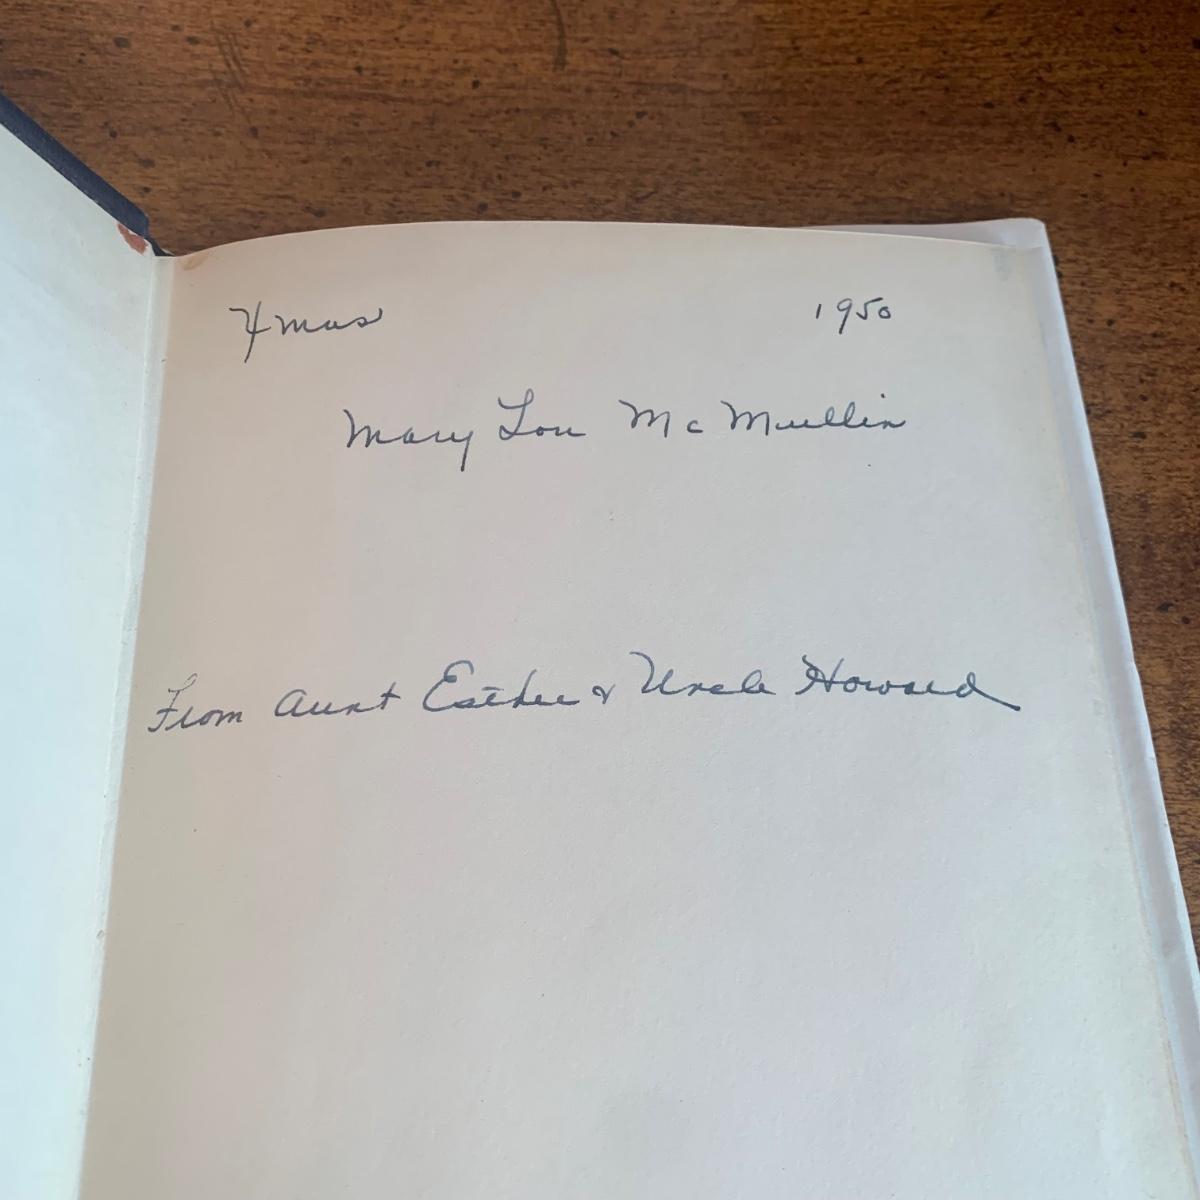 Xmas 1950
Mary Lou McMullin
From Aunt Esther & Uncle Howard